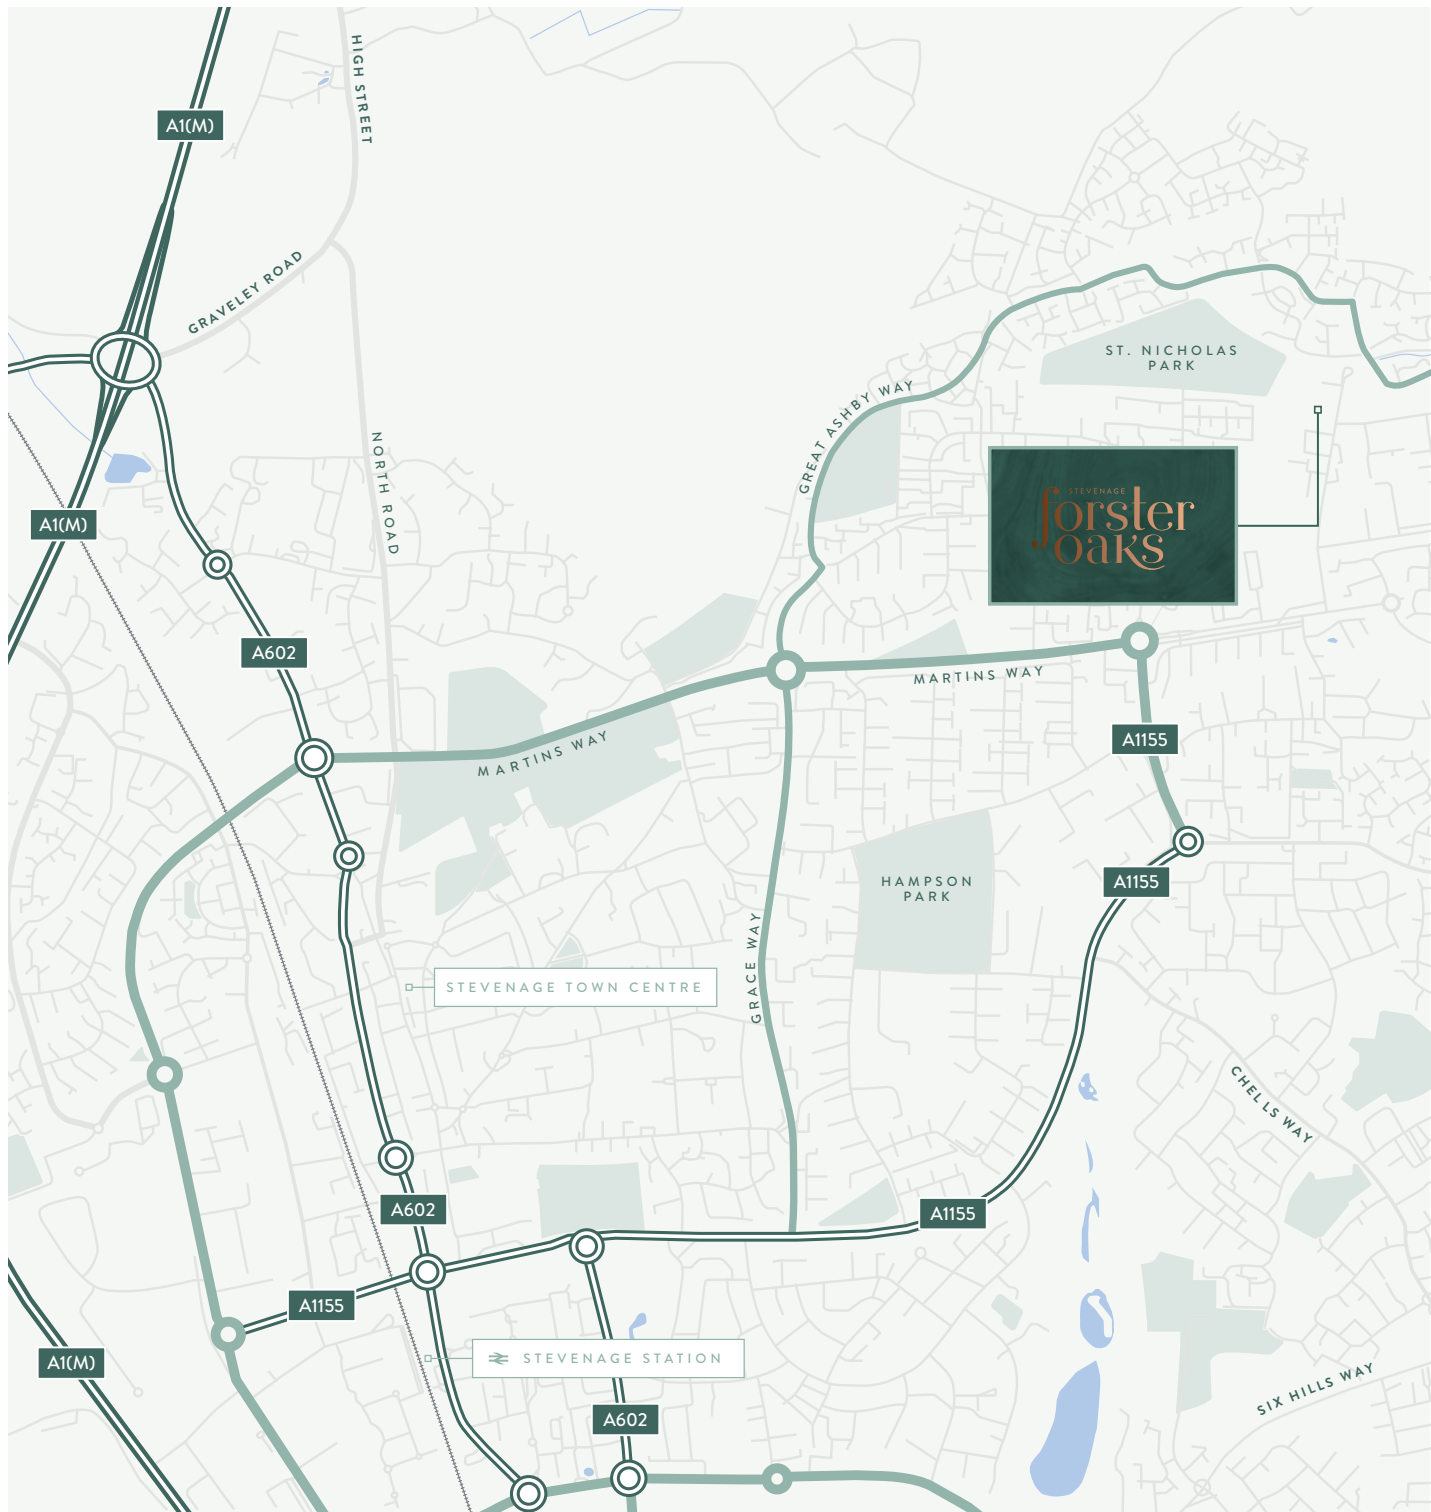 HIGH STREET
A1(M)
GRAVELEY ROAD
ST. NICHOLAS
PARK
GREAT ASHBY WAY
NORTH ROAD
STEVENAGE
forster
oaks
A1(M)
A602
MARTINS WAY
MARTINS WAY
A1155
HAMPSON
PARK
A1155
GRACE WAY
STEVENAGE TOWN CENTRE
CHELLS WAY
A602
A1155
A1155
STEVENAGE STATION
A1(M)
SIX HILLS WAY
A602